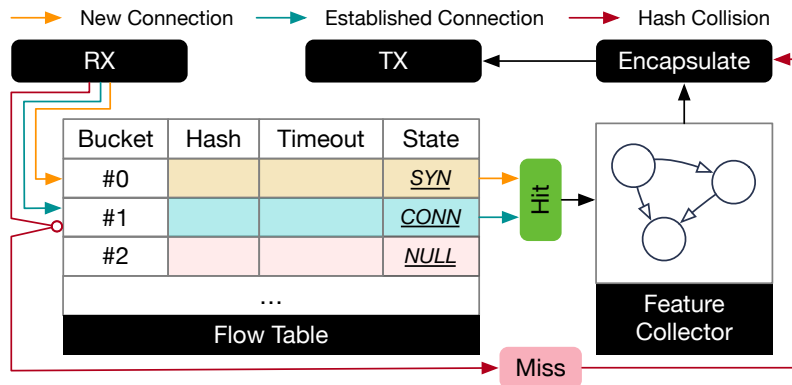 New Connection Established Connection Hash Collision
RX TX Encapsulate
Bucket Hash Timeout State
#0 SYN
#1 CONN
#2 NULL
...
Hit
Flow Table
Feature
Collector
Miss